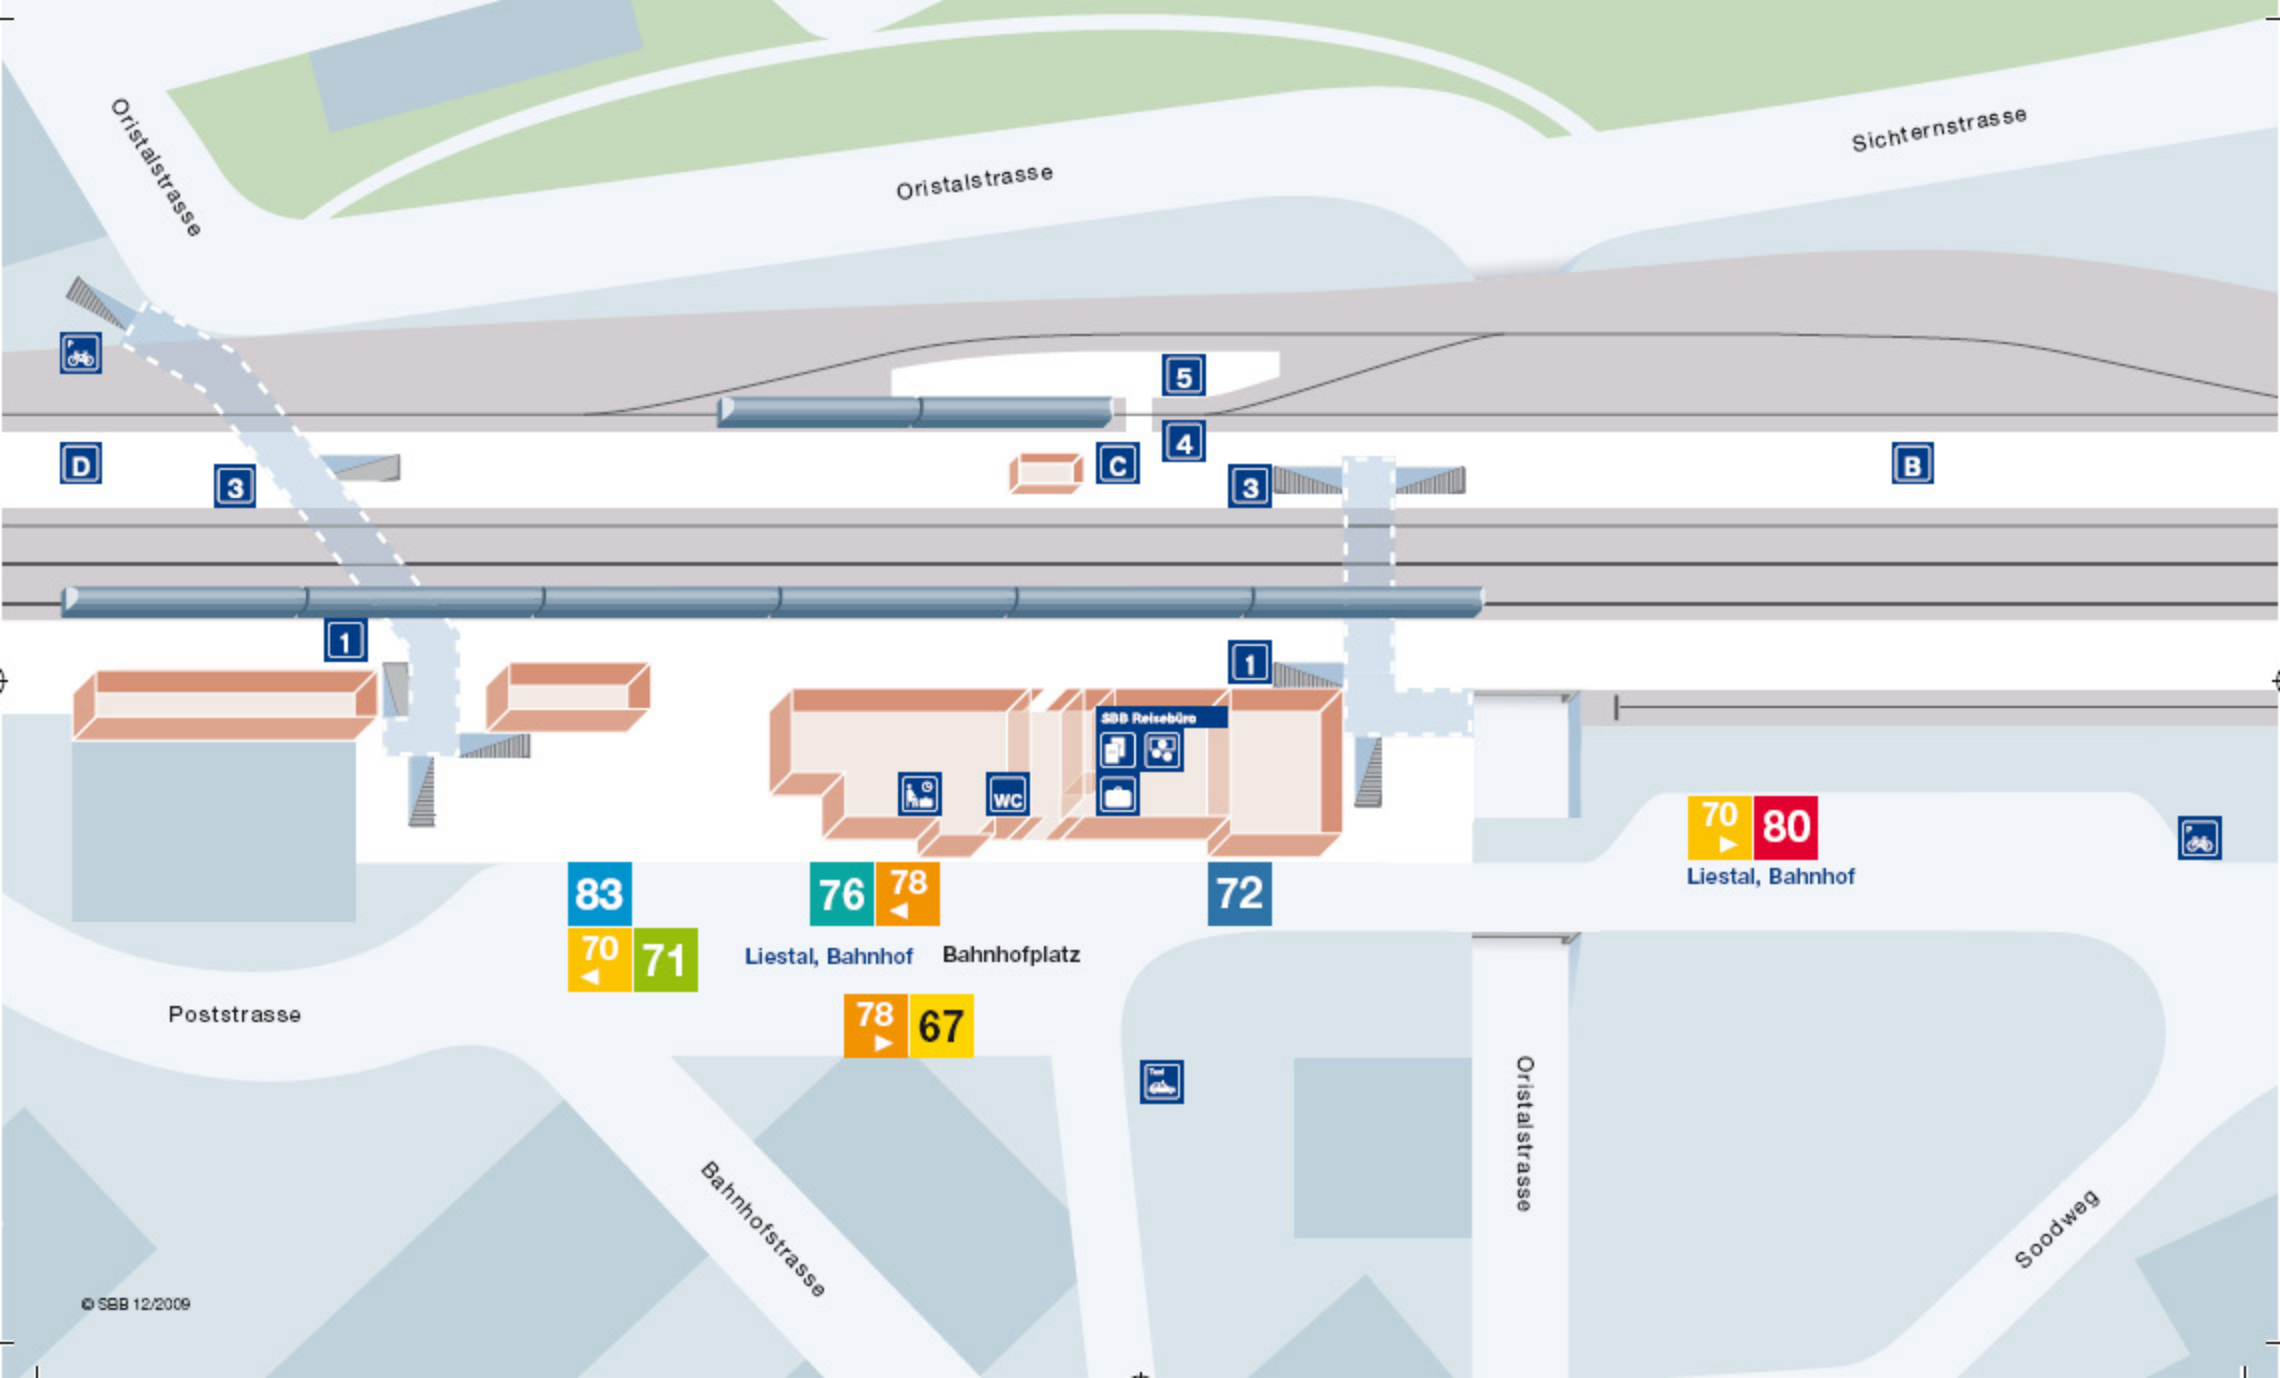 Oristalstrasse
Sichternstrasse
Oristalstrasse
P
5
4
D
3
C
3
B
1
1
SBB Reisebüro
WC
70
80
Liestal, Bahnhof
P
83
76
78
72
70
71
Liestal, Bahnhof
Bahnhofplatz
78
67
Poststrasse
Taxi
Oristalstrasse
Bahnhofstrasse
Soodweg
© SBB 12/2009